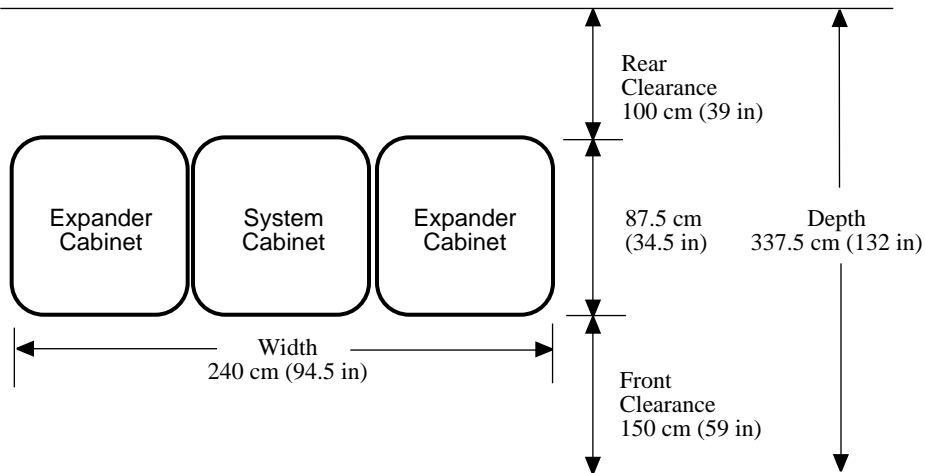 Rear
Clearance
100 cm (39 in)
Expander
Cabinet
System
Cabinet
Expander
Cabinet
87.5 cm
(34.5 in)
Depth
337.5 cm (132 in)
Width
240 cm (94.5 in)
Front
Clearance
150 cm (59 in)